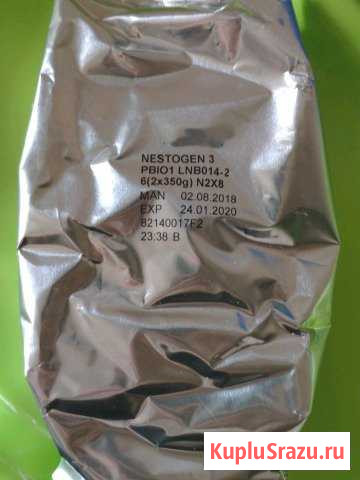 NESTOGEN 3
PBIO1 LNB014-2
6(2x350g) N2X8
MAN 02.08.2018
EXP 24.01.2020
82140017F2
23:38 B
KupluSrazu.ru